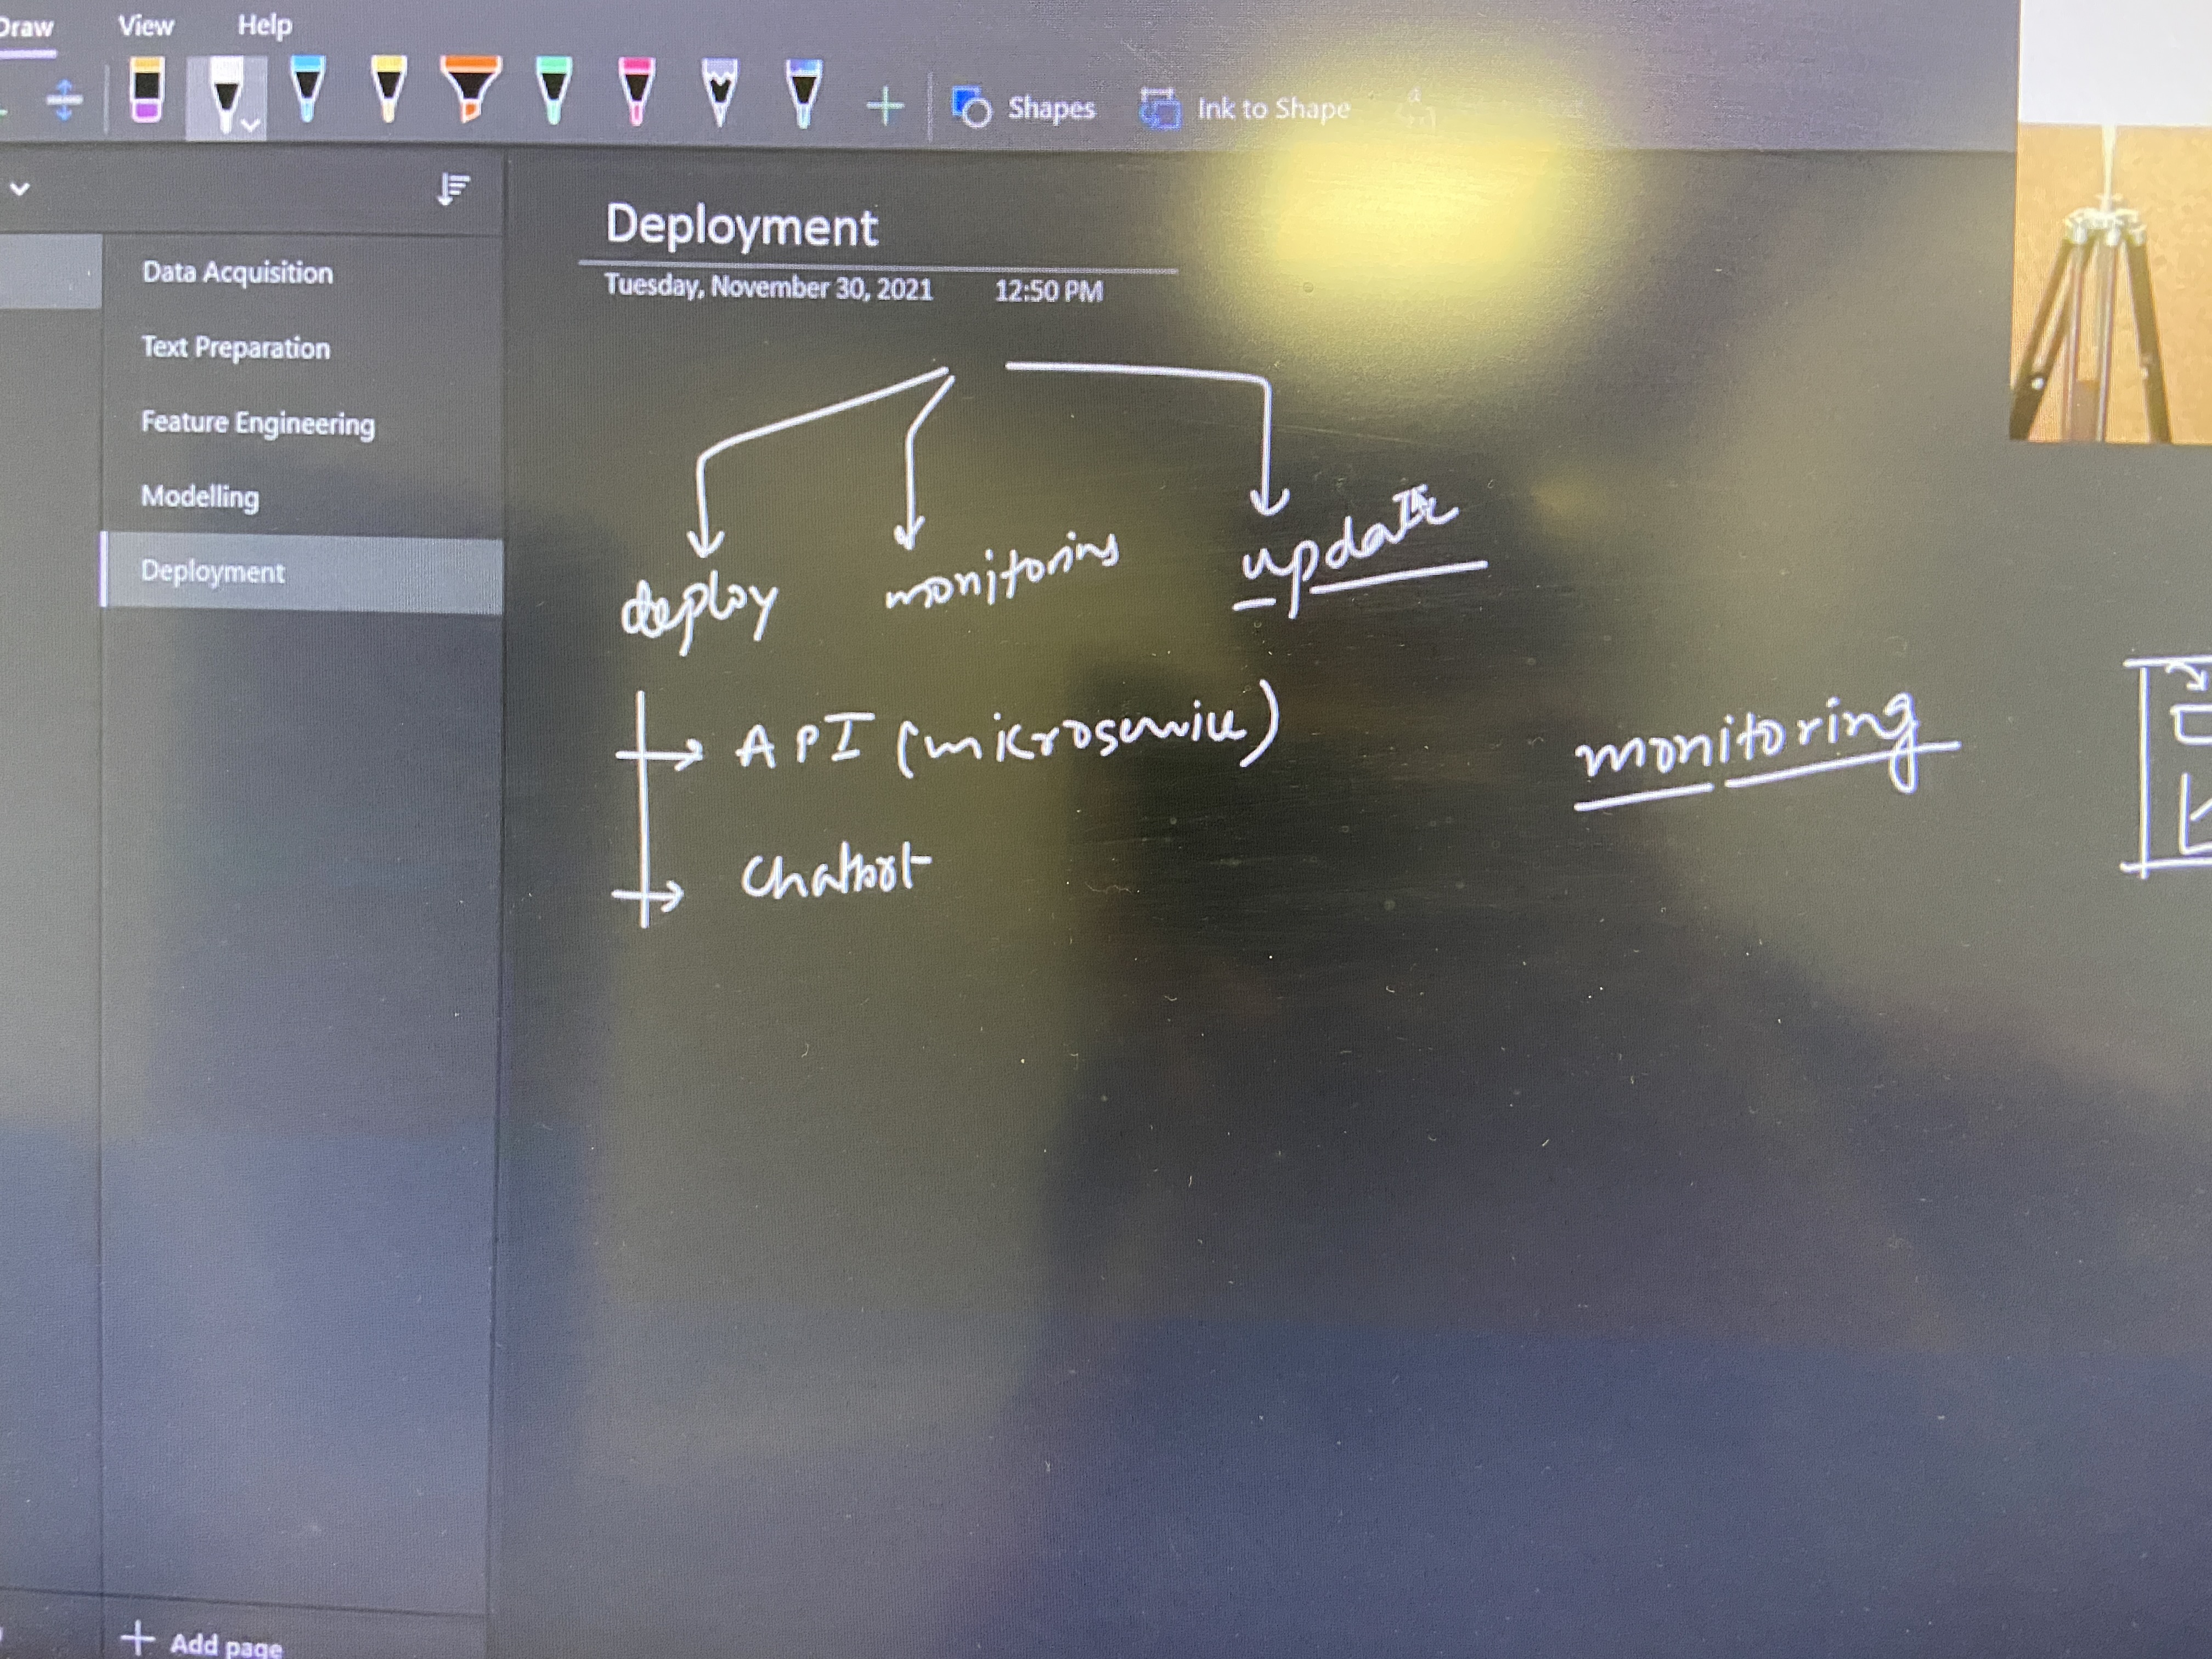 Draw View Help
Shapes Ink to Shape
Deployment
Tuesday, November 30, 2021 12:50 PM
Data Acquisition
Text Preparation
Feature Engineering
Modelling
Deployment
deploy monitoring update
API (microservice)
monitoring
Chatbot
Add page